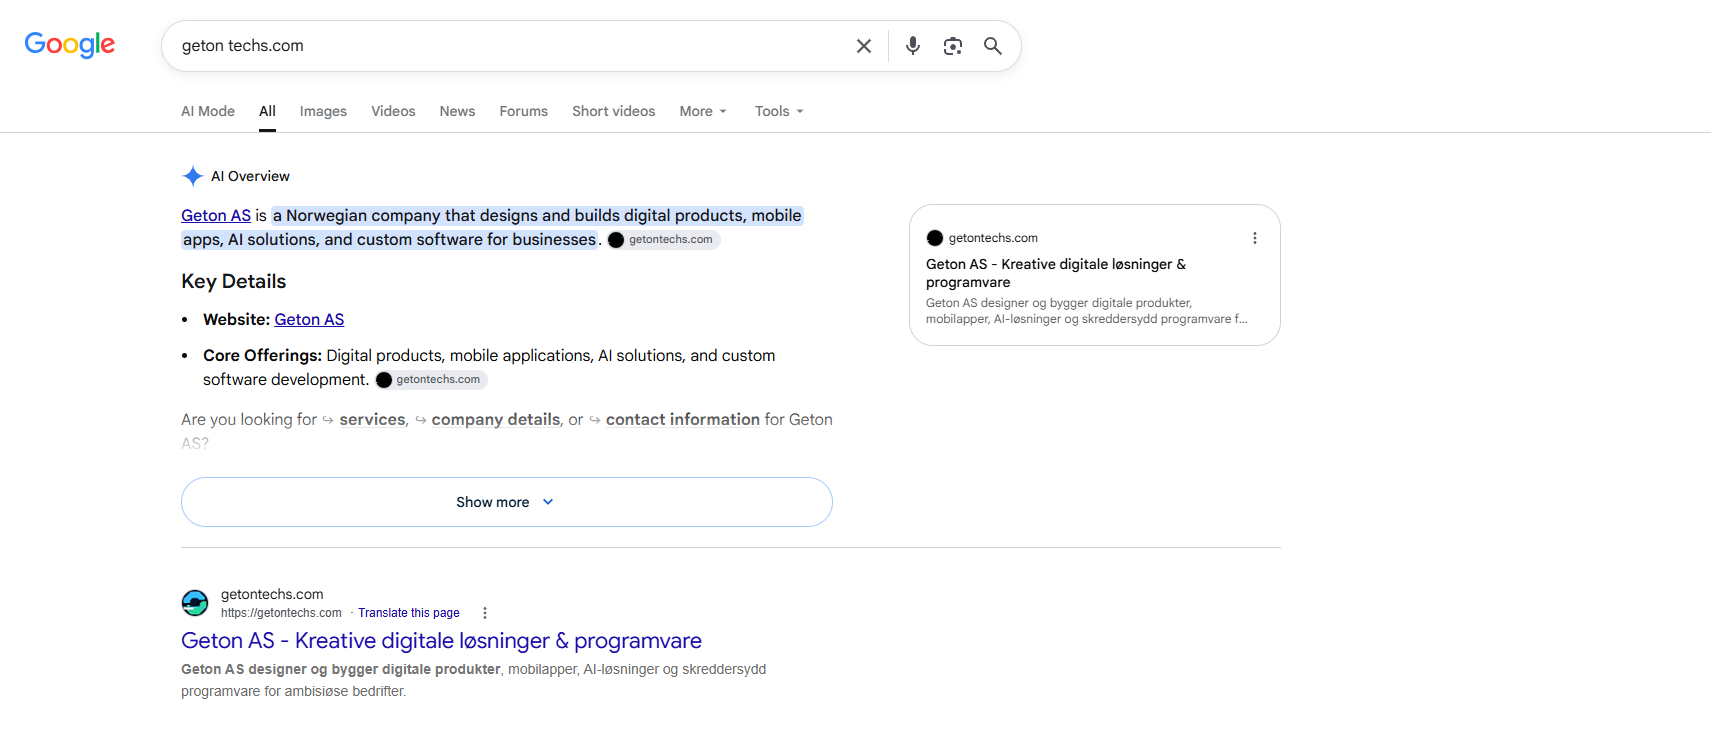 Google
geton techs.com
AI Mode All Images Videos News Forums Short videos More Tools
AI Overview
Geton AS is a Norwegian company that designs and builds digital products, mobile
apps, AI solutions, and custom software for businesses. getontechs.com
Key Details
• Website: Geton AS
• Core Offerings: Digital products, mobile applications, AI solutions, and custom
software development. getontechs.com
Are you looking for ↪ services, ↪ company details, or ↪ contact information for Geton
AS?
Show more
getontechs.com
Geton AS - Kreative digitale løsninger &
programvare
Geton AS designer og bygger digitale produkter,
mobilapper, AI-løsninger og skreddersydd programvare f...
getontechs.com
https://getontechs.com · Translate this page
Geton AS - Kreative digitale løsninger & programvare
Geton AS designer og bygger digitale produkter, mobilapper, AI-løsninger og skreddersydd
programvare for ambisiøse bedrifter.